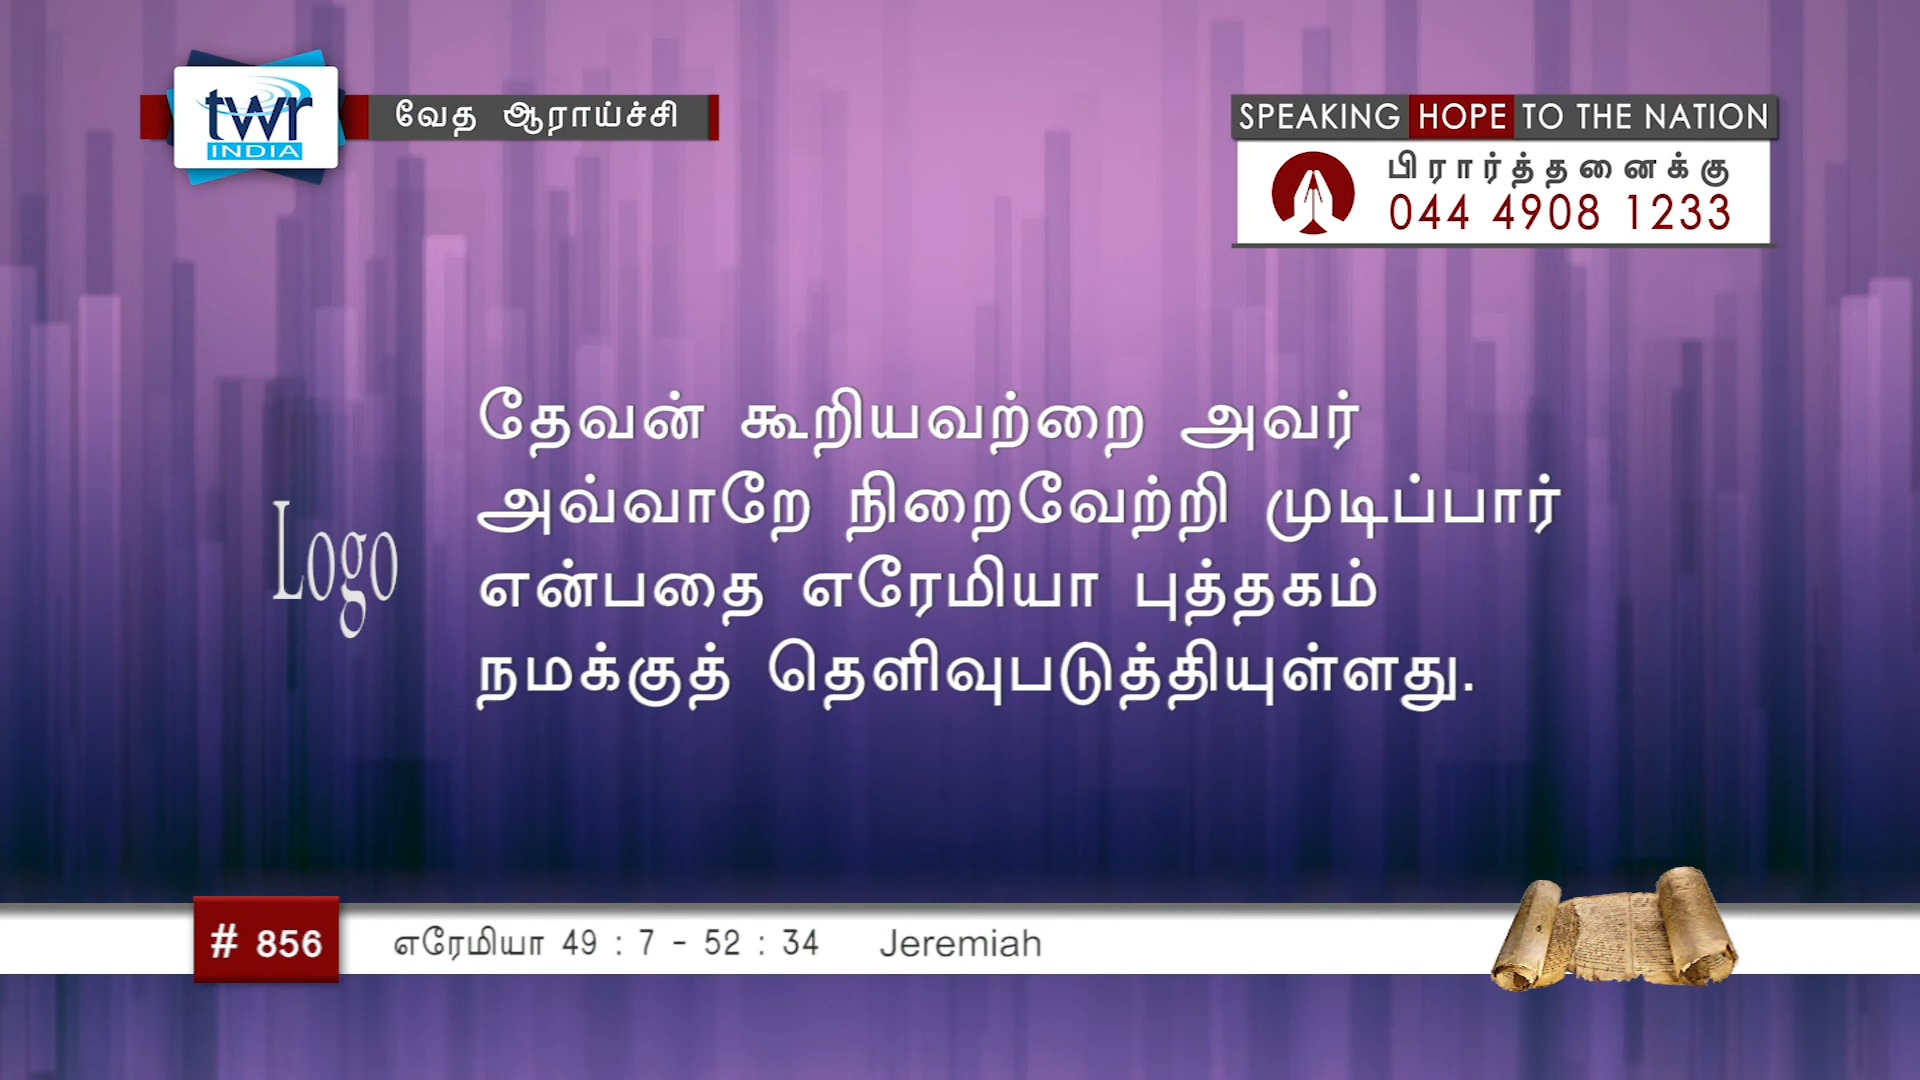 twr
INDIA
வேத ஆராய்ச்சி
SPEAKING HOPE TO THE NATION
பிரார்த்தனைக்கு
044 4908 1233
Logo
தேவன் கூறியவற்றை அவர்
அவ்வாறே நிறைவேற்றி முடிப்பார்
என்பதை எரேமியா புத்தகம்
நமக்குத் தெளிவுபடுத்தியுள்ளது.
# 856
எரேமியா 49 : 7 - 52 : 34 Jeremiah